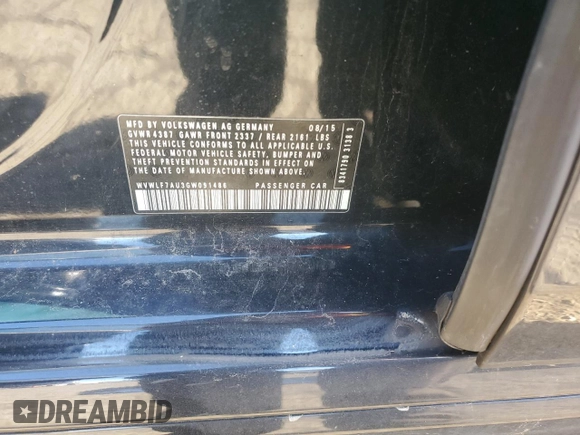 MFD BY VOLKSWAGEN AG GERMANY 08/15
GVWR 4387 GAWR FRONT 2337 / REAR 2161 LBS
THIS VEHICLE CONFORMS TO ALL APPLICABLE U.S.
FEDERAL MOTOR VEHICLE SAFETY, BUMPER AND
THEFT PREVENTION STANDARDS IN EFFECT ON THE
DATE OF MANUFACTURE SHOWN ABOVE.
WVWLF7AU3GW091486 PASSENGER CAR
DREAMBID